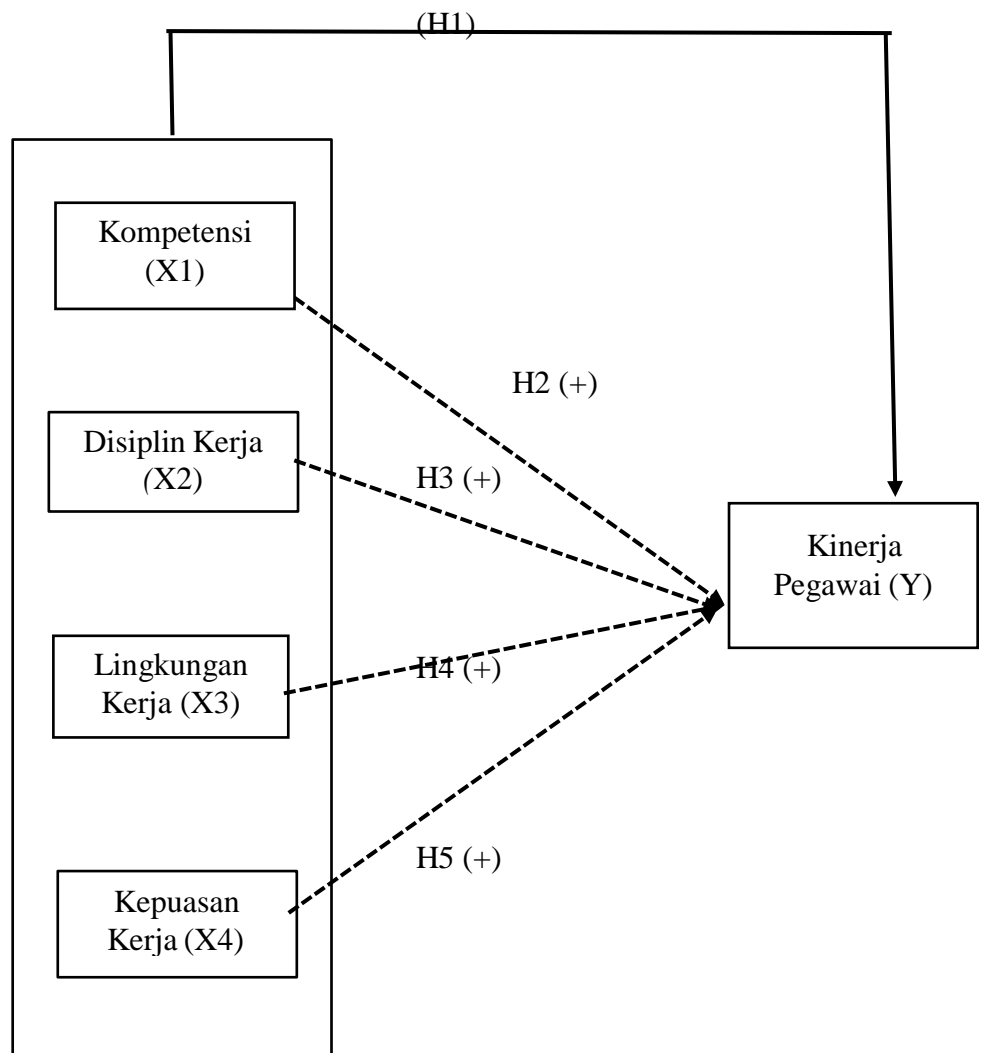 (H1)
Kompetensi
(X1)
H2 (+)
Disiplin Kerja
(X2)
H3 (+)
Kinerja
Pegawai (Y)
Lingkungan
Kerja (X3)
H4 (+)
H5 (+)
Kepuasan
Kerja (X4)